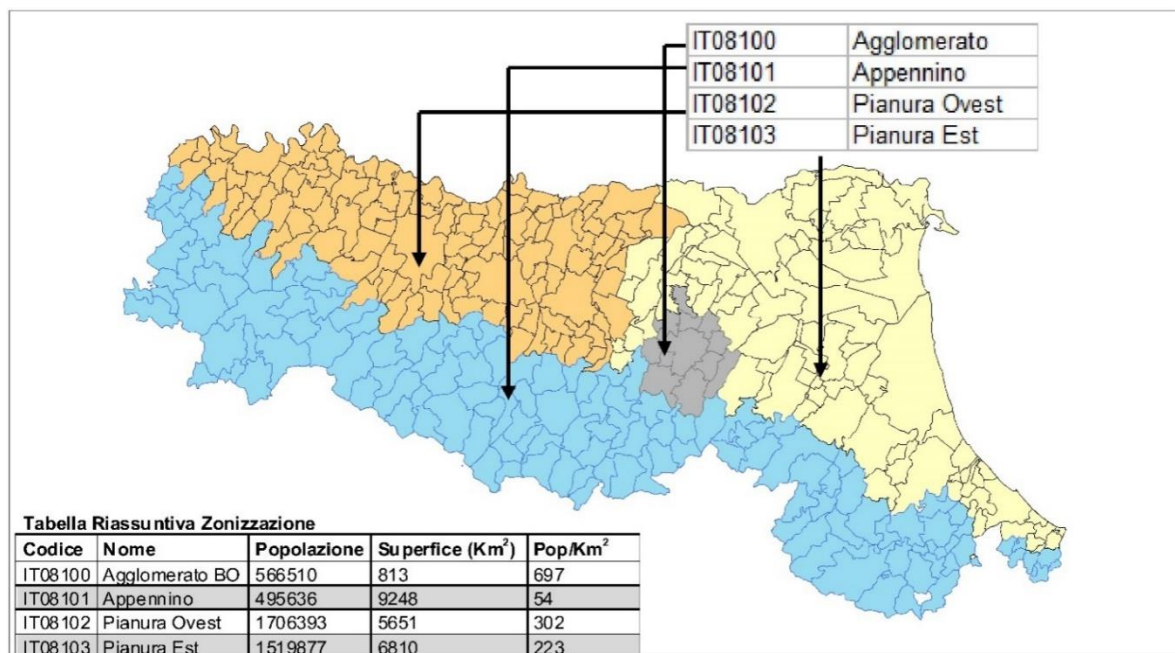 IT08100 Agglomerato
IT08101 Appennino
IT08102 Pianura Ovest
IT08103 Pianura Est
Tabella Riassuntiva Zonizzazione
Codice Nome Popolazione Superfice (Km²) Pop/Km²
IT08100 Agglomerato BO 566510 813 697
IT08101 Appennino 495636 9248 54
IT08102 Pianura Ovest 1706393 5651 302
IT08103 Pianura Est 1519877 6810 223